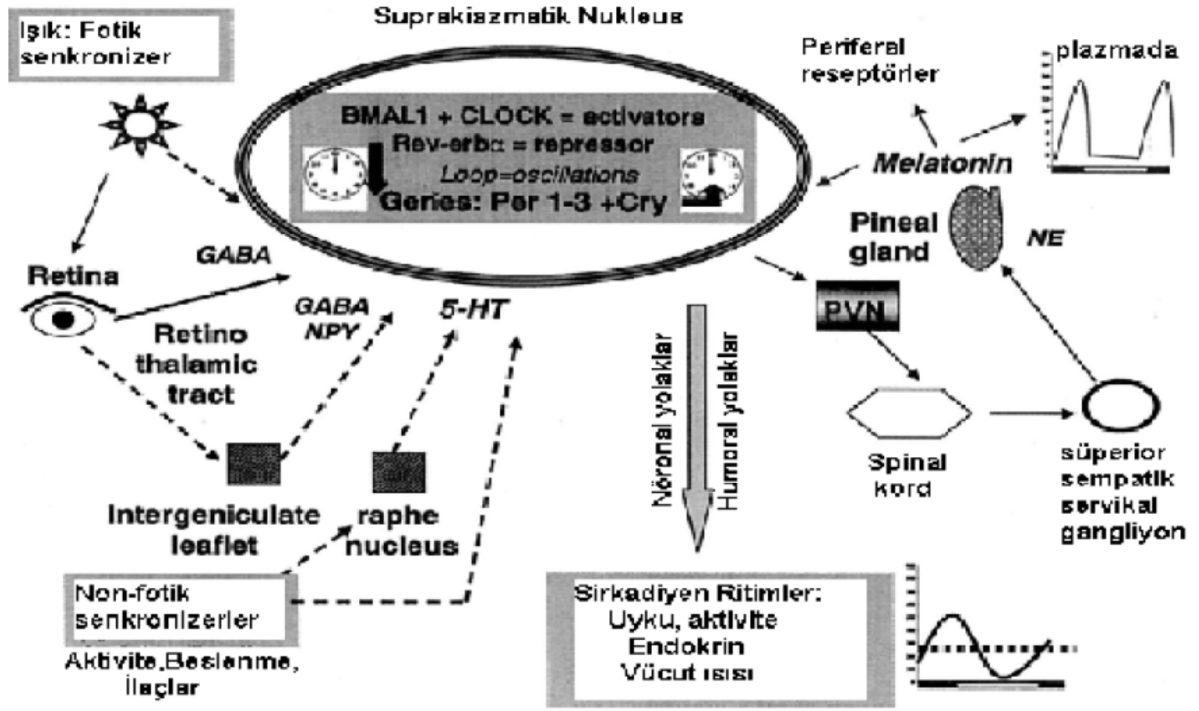 Suprakiazmatik Nukleus
Işık: Fotik
senkronizer
BMAL1 + CLOCK = activators
Rev-erbα = repressor
Loop=oscillations
Genes: Per 1-3 +Cry
Periferal
reseptörler
plazmada
Melatonin
Pineal
gland
NE
PVN
Retina
GABA
GABA
NPY
5-HT
Retino
thalamic
tract
Intergeniculate
leaflet
raphe
nucleus
Nöronal yolaklar
Humoral yolaklar
Spinal
kord
süperior
sempatik
servikal
gangliyon
Non-fotik
senkronizerler
Aktivite,Beslenme,
İlaçlar
Sirkadiyen Ritimler:
Uyku, aktivite
Endokrin
Vücut ısısı